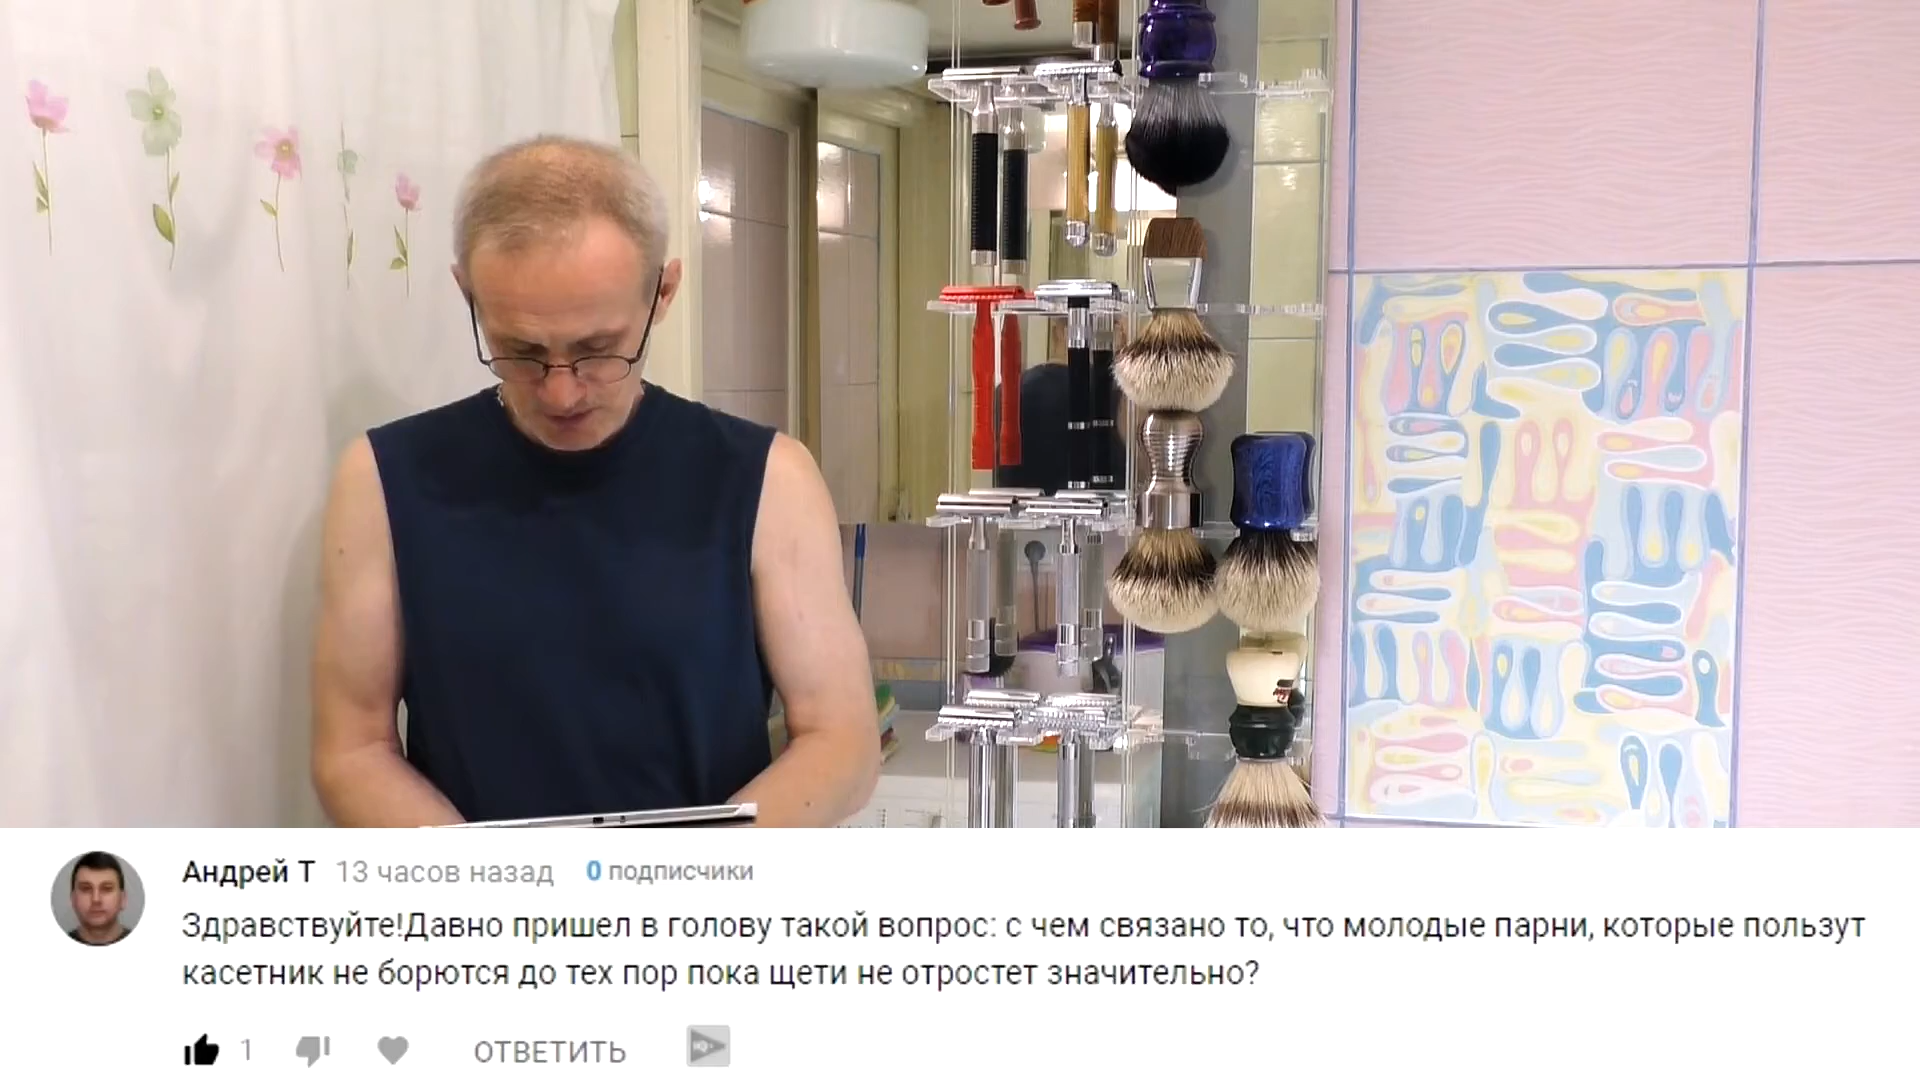 Андрей Т 13 часов назад 0 подписчики
Здравствуйте!Давно пришел в голову такой вопрос: с чем связано то, что молодые парни, которые пользут
касетник не борются до тех пор пока щети не отростет значительно?
1 ОТВЕТИТЬ